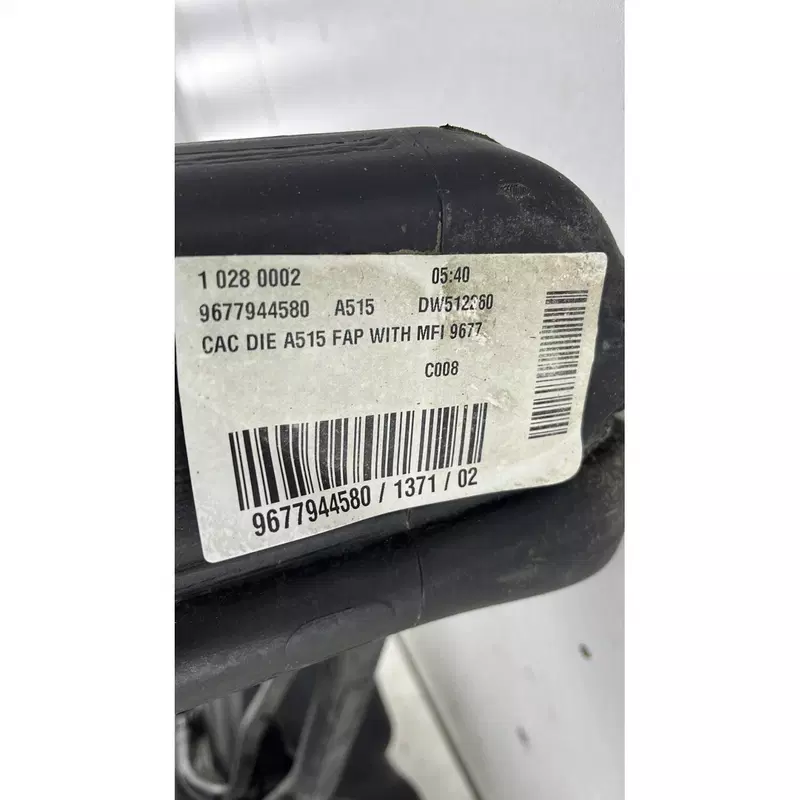 1 028 0002 05:40
9677944580 A515 DW512260
CAC DIE A515 FAP WITH MFI 9677
C008
9677944580 / 1371 / 02